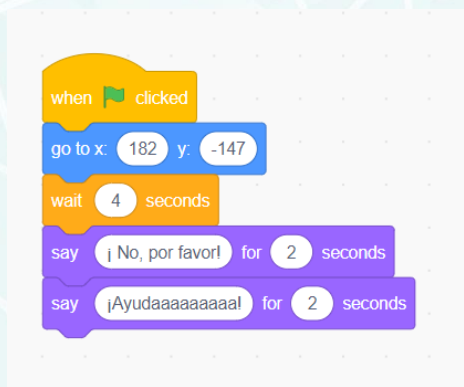 when clicked
go to x: 182 y: -147
wait 4 seconds
say ¡ No, por favor! for 2 seconds
say ¡Ayudaaaaaaaaa! for 2 seconds